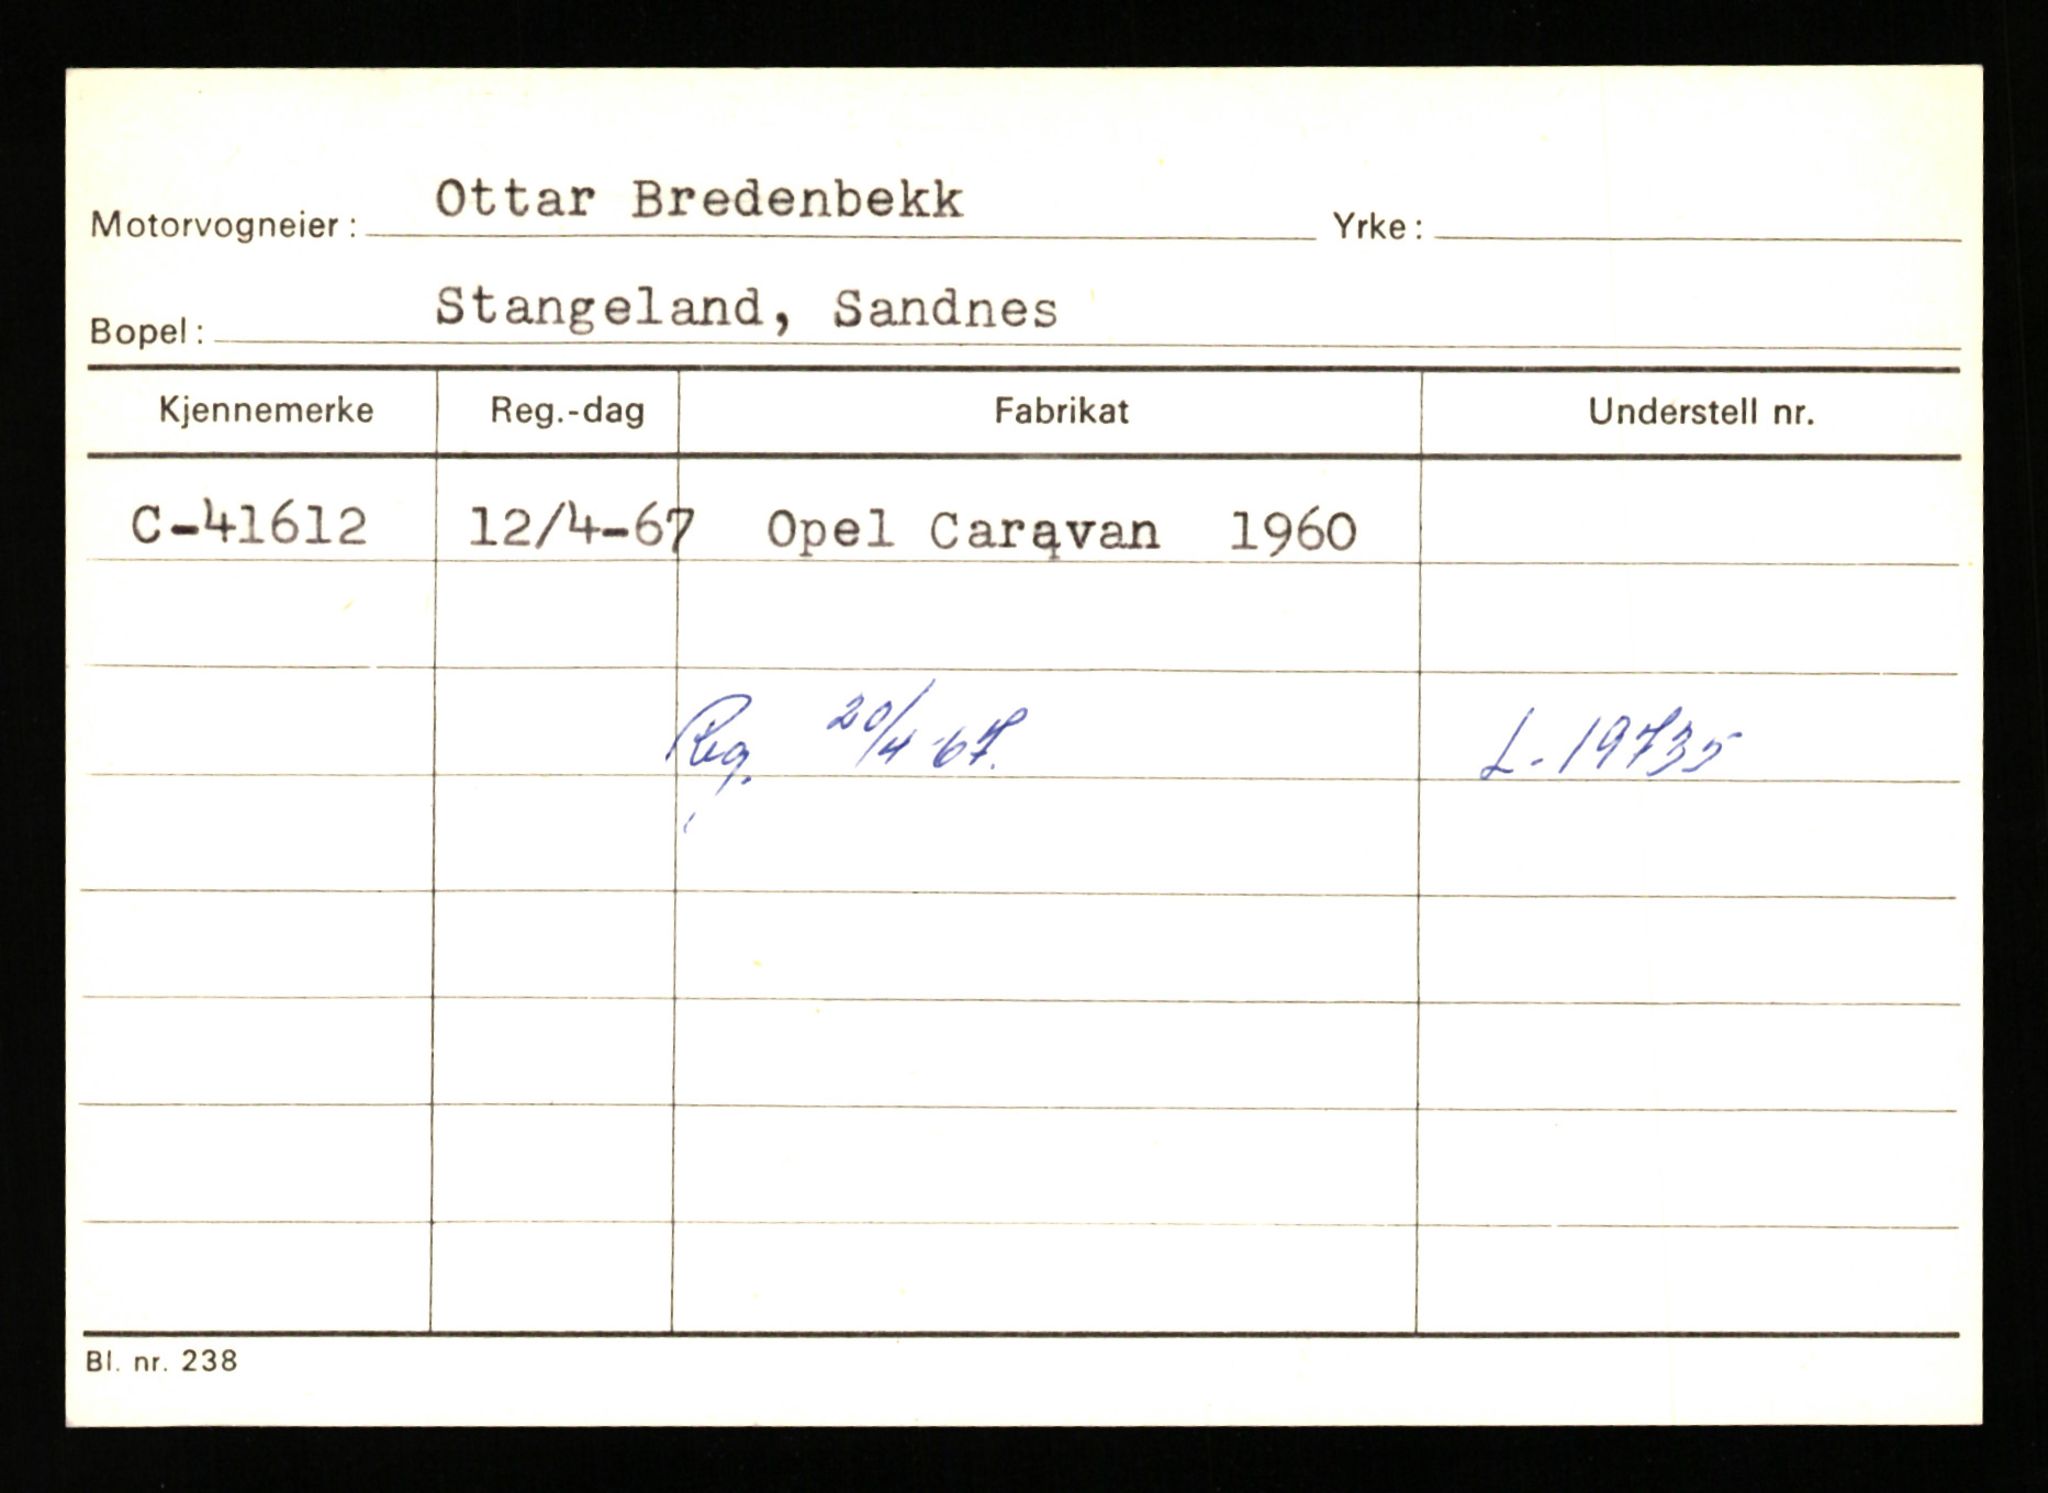 Motorvogneier: Ottar Bredenbekk Yrke:
Bopel: Stangeland, Sandnes
Kjennemerke Reg.-dag Fabrikat Understell nr.
C-41612 12/4-67 Opel Caravan 1960
Reg. 20/4-67. L-19735
Bl. nr. 238